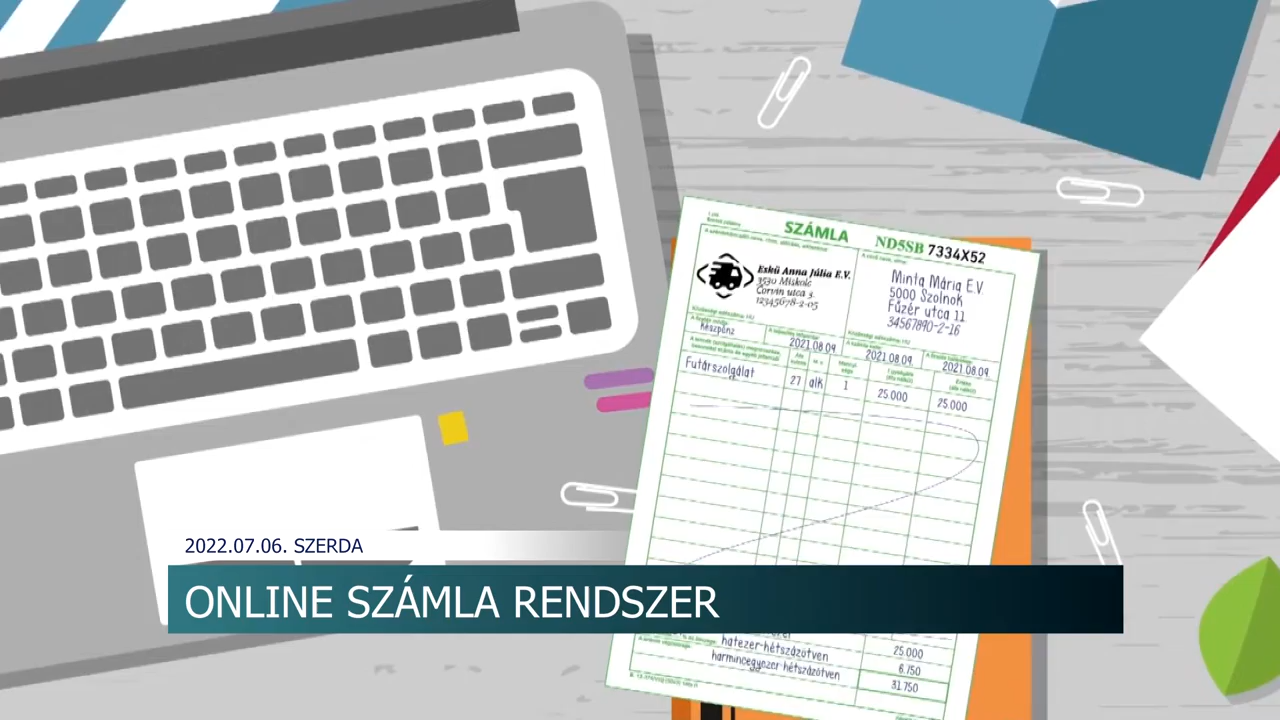 SZÁMLA
ND5SB 7334X52
Eskü Anna Júlia E.V.
3530 Miskolc
Corvin utca 3.
12345678-2-05
Minta Mária E.V.
5000 Szolnok
Fűzér utca 11
34567890-2-16
Készpénz
2021.08.09.
2021.08.09.
2021.08.09.
Futárszolgálat 27 alk 1 25.000 25.000
2022.07.06. SZERDA
ONLINE SZÁMLA RENDSZER
25.000
hatezer-hétszázötven 6.750
harmincegyezer-hétszázötven 31.750